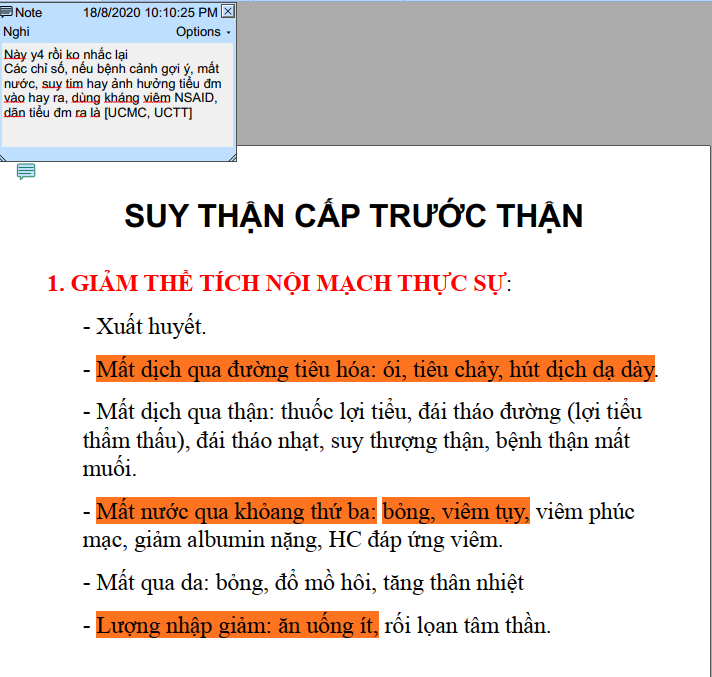 Note 18/8/2020 10:10:25 PM
Nghi Options
Này y4 rồi ko nhắc lại
Các chỉ số, nếu bệnh cảnh gợi ý, mất
nước, suy tim hay ảnh hưởng tiểu đm
vào hay ra, dùng kháng viêm NSAID,
dãn tiểu đm ra là [UCMC, UCTT]
SUY THẬN CẤP TRƯỚC THẬN
1. GIẢM THỂ TÍCH NỘI MẠCH THỰC SỰ:
- Xuất huyết.
- Mất dịch qua đường tiêu hóa: ói, tiêu chảy, hút dịch dạ dày.
- Mất dịch qua thận: thuốc lợi tiểu, đái tháo đường (lợi tiểu
thẩm thấu), đái tháo nhạt, suy thượng thận, bệnh thận mất
muối.
- Mất nước qua khỏang thứ ba: bỏng, viêm tụy, viêm phúc
mạc, giảm albumin nặng, HC đáp ứng viêm.
- Mất qua da: bỏng, đổ mồ hôi, tăng thân nhiệt
- Lượng nhập giảm: ăn uống ít, rối lọan tâm thần.